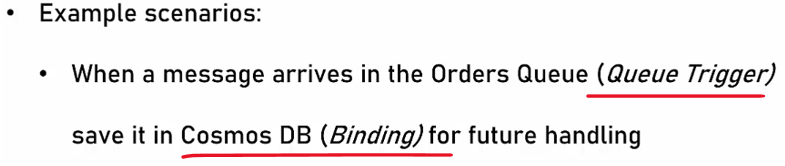 • Example scenarios:
• When a message arrives in the Orders Queue (Queue Trigger)
save it in Cosmos DB (Binding) for future handling